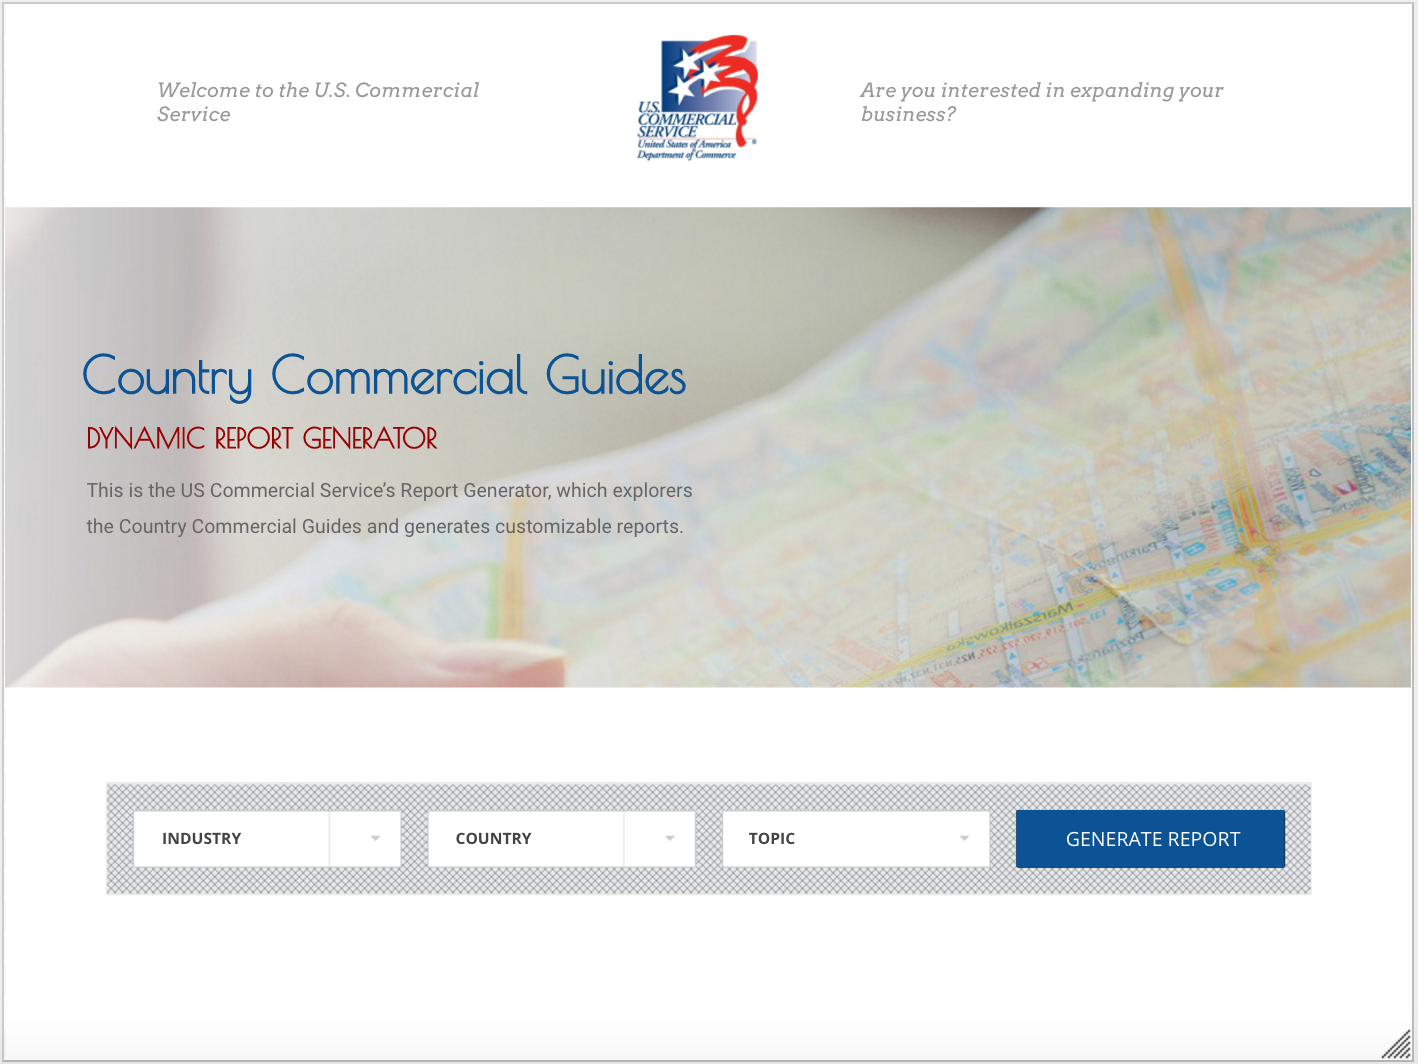 Welcome to the U.S. Commercial
Service
U.S.
COMMERCIAL
SERVICE
United States of America
Department of Commerce
®
Are you interested in expanding your
business?
Country Commercial Guides
DYNAMIC REPORT GENERATOR
This is the US Commercial Service’s Report Generator, which explorers
the Country Commercial Guides and generates customizable reports.
Marszałkowska
Poznańska
INDUSTRY
COUNTRY
TOPIC
GENERATE REPORT